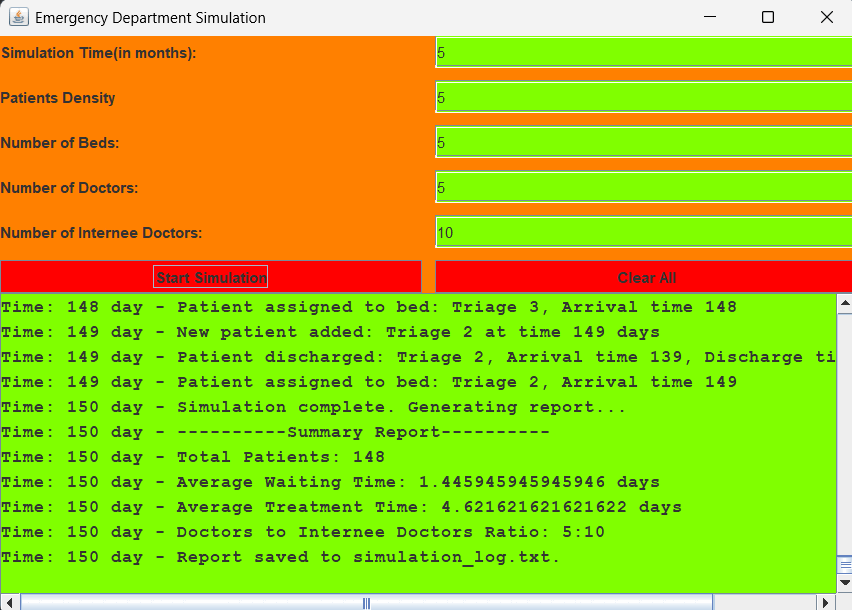 Emergency Department Simulation
Simulation Time(in months): 5
Patients Density 5
Number of Beds: 5
Number of Doctors: 5
Number of Internee Doctors: 10
Start Simulation Clear All
Time: 148 day - Patient assigned to bed: Triage 3, Arrival time 148
Time: 149 day - New patient added: Triage 2 at time 149 days
Time: 149 day - Patient discharged: Triage 2, Arrival time 139, Discharge ti
Time: 149 day - Patient assigned to bed: Triage 2, Arrival time 149
Time: 150 day - Simulation complete. Generating report...
Time: 150 day - ----------Summary Report----------
Time: 150 day - Total Patients: 148
Time: 150 day - Average Waiting Time: 1.445945945945946 days
Time: 150 day - Average Treatment Time: 4.621621621621622 days
Time: 150 day - Doctors to Internee Doctors Ratio: 5:10
Time: 150 day - Report saved to simulation_log.txt.